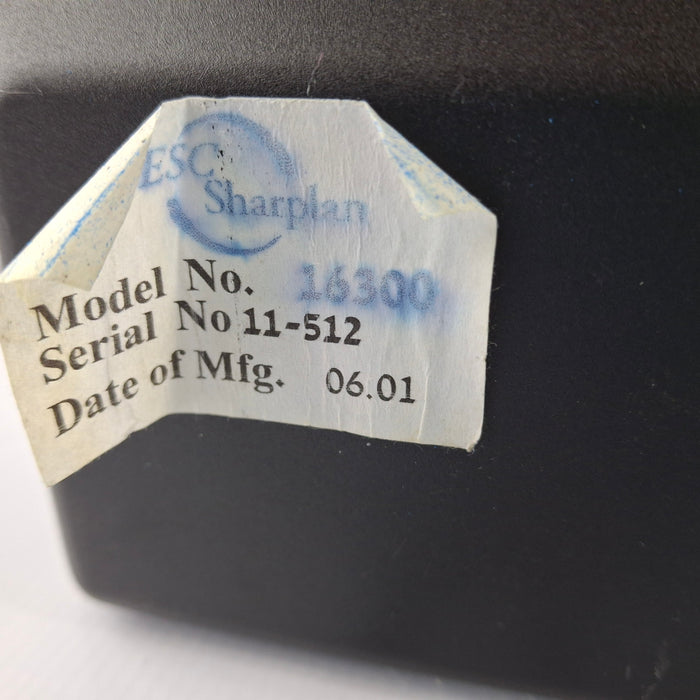 ESC
Sharplan
Model No. 16300
Serial No 11-512
Date of Mfg. 06.01